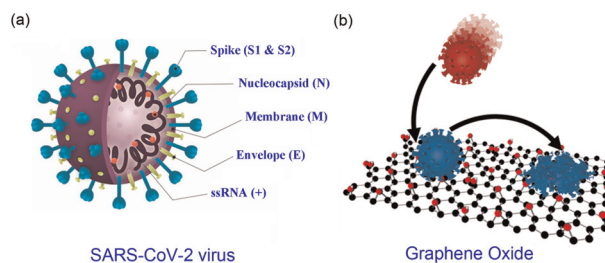 (a)
Spike (S1 & S2)
Nucleocapsid (N)
Membrane (M)
Envelope (E)
ssRNA (+)
SARS-CoV-2 virus
(b)
Graphene Oxide